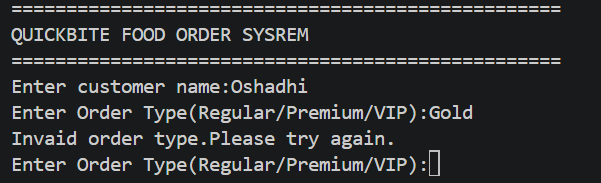 ==================================================
QUICKBITE FOOD ORDER SYSREM
==================================================
Enter customer name:Oshadhi
Enter Order Type(Regular/Premium/VIP):Gold
Invaid order type.Please try again.
Enter Order Type(Regular/Premium/VIP):